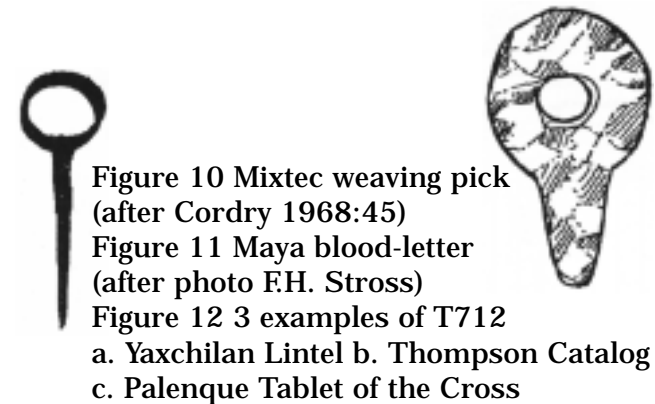 Figure 10 Mixtec weaving pick
(after Cordry 1968:45)
Figure 11 Maya blood-letter
(after photo F.H. Stross)
Figure 12 3 examples of T712
a. Yaxchilan Lintel b. Thompson Catalog
c. Palenque Tablet of the Cross